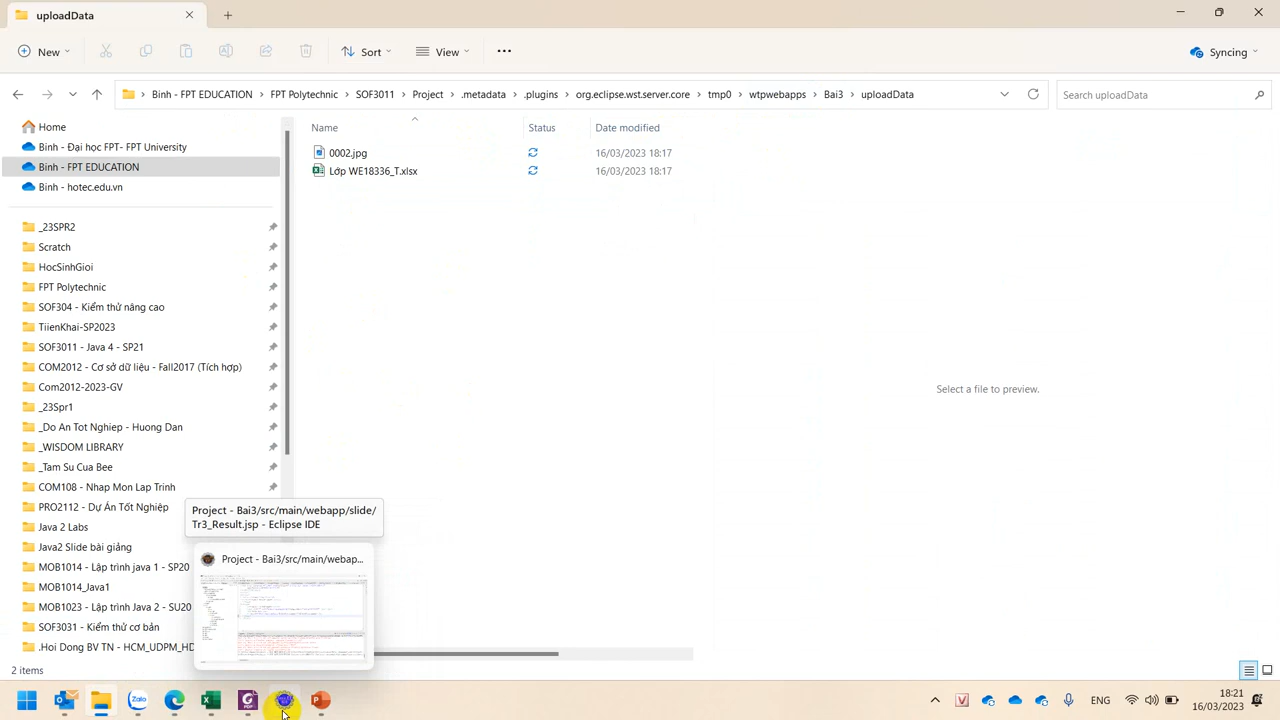 uploadData
New
Sort
View
Syncing
Binh - FPT EDUCATION
FPT Polytechnic
SOF3011
Project
.metadata
.plugins
org.eclipse.wst.server.core
tmp0
wtpwebapps
Bai3
uploadData
Search uploadData
Home
Binh - Đại học FPT- FPT University
Binh - FPT EDUCATION
Binh - hotec.edu.vn
_23SPR2
Scratch
HocSinhGioi
FPT Polytechnic
SOF304 - Kiểm thử nâng cao
TiienKhai-SP2023
SOF3011 - Java 4 - SP21
COM2012 - Cơ sở dữ liệu - Fall2017 (Tích hợp)
Com2012-2023-GV
_23Spr1
_Do An Tot Nghiep - Huong Dan
_WISDOM LIBRARY
_Tam Su Cua Bee
COM108 - Nhap Mon Lap Trinh
PRO2112 - Dự Án Tốt Nghiệp
Java 2 Labs
Java2 Slide bài giảng
MOB1014 - Lập trình java 1 - SP20
MOB1023 - Lập trình java 2- SU20
SOF2031 - Kiểm thử cơ bản
Name
Status
Date modified
0002.jpg
16/03/2023 18:17
Lớp WE18336_T.xlsx
16/03/2023 18:17
Select a file to preview.
Project - Bai3/src/main/webapp/slide/
Tr3_Result.jsp - Eclipse IDE
Project - Bai3/src/main/webap...
2 items
Zalo
PDF
ENG
18:21
16/03/2023